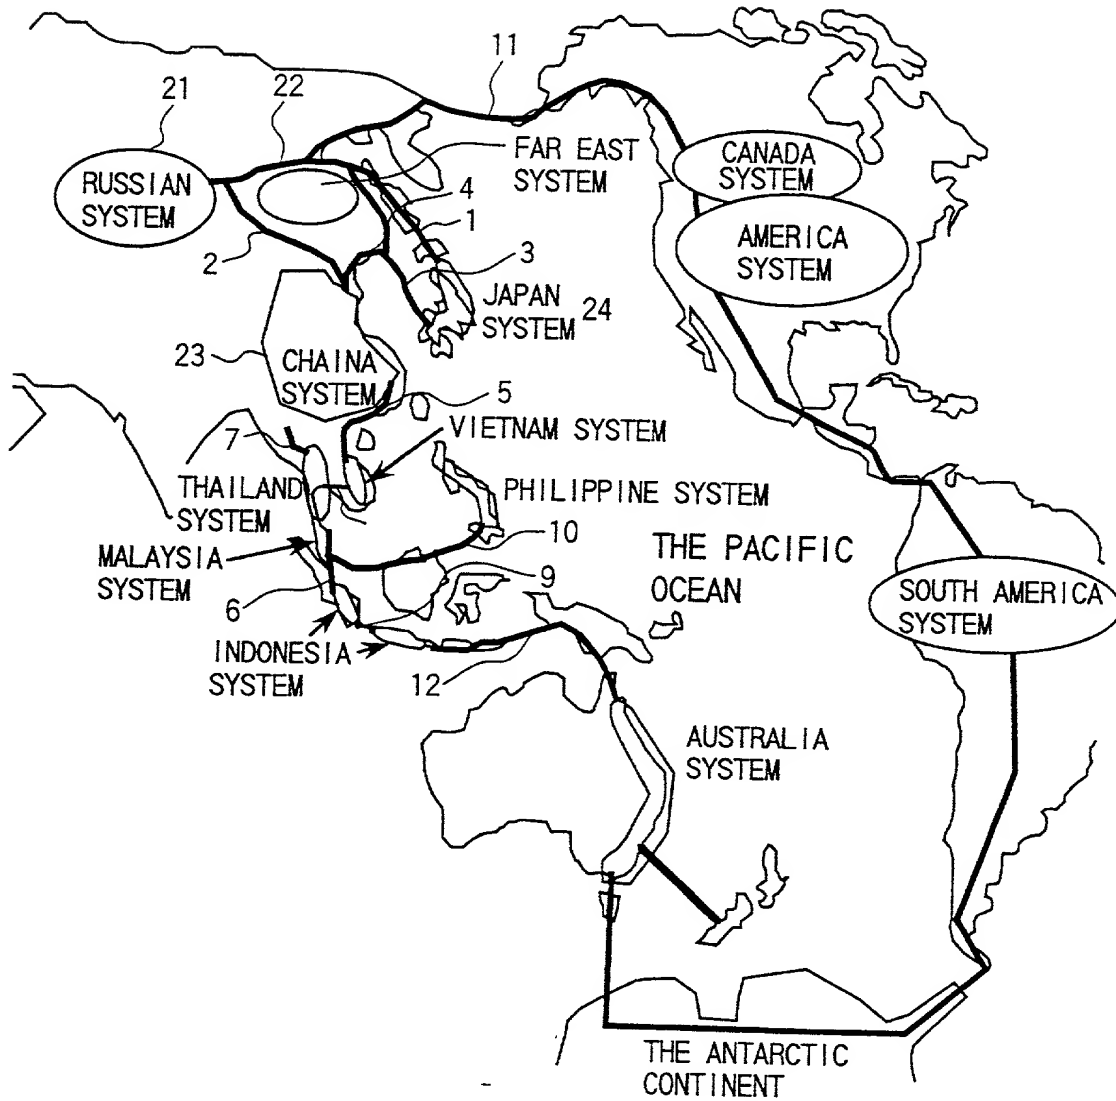 11
21
22
FAR EAST
SYSTEM
CANADA
SYSTEM
RUSSIAN
SYSTEM
4
1
AMERICA
SYSTEM
2
3
JAPAN
SYSTEM 24
23
CHAINA
SYSTEM
5
7
VIETNAM SYSTEM
THAILAND
SYSTEM
PHILIPPINE SYSTEM
10
THE PACIFIC
OCEAN
MALAYSIA
SYSTEM
9
6
SOUTH AMERICA
SYSTEM
INDONESIA
SYSTEM
12
AUSTRALIA
SYSTEM
THE ANTARCTIC
CONTINENT